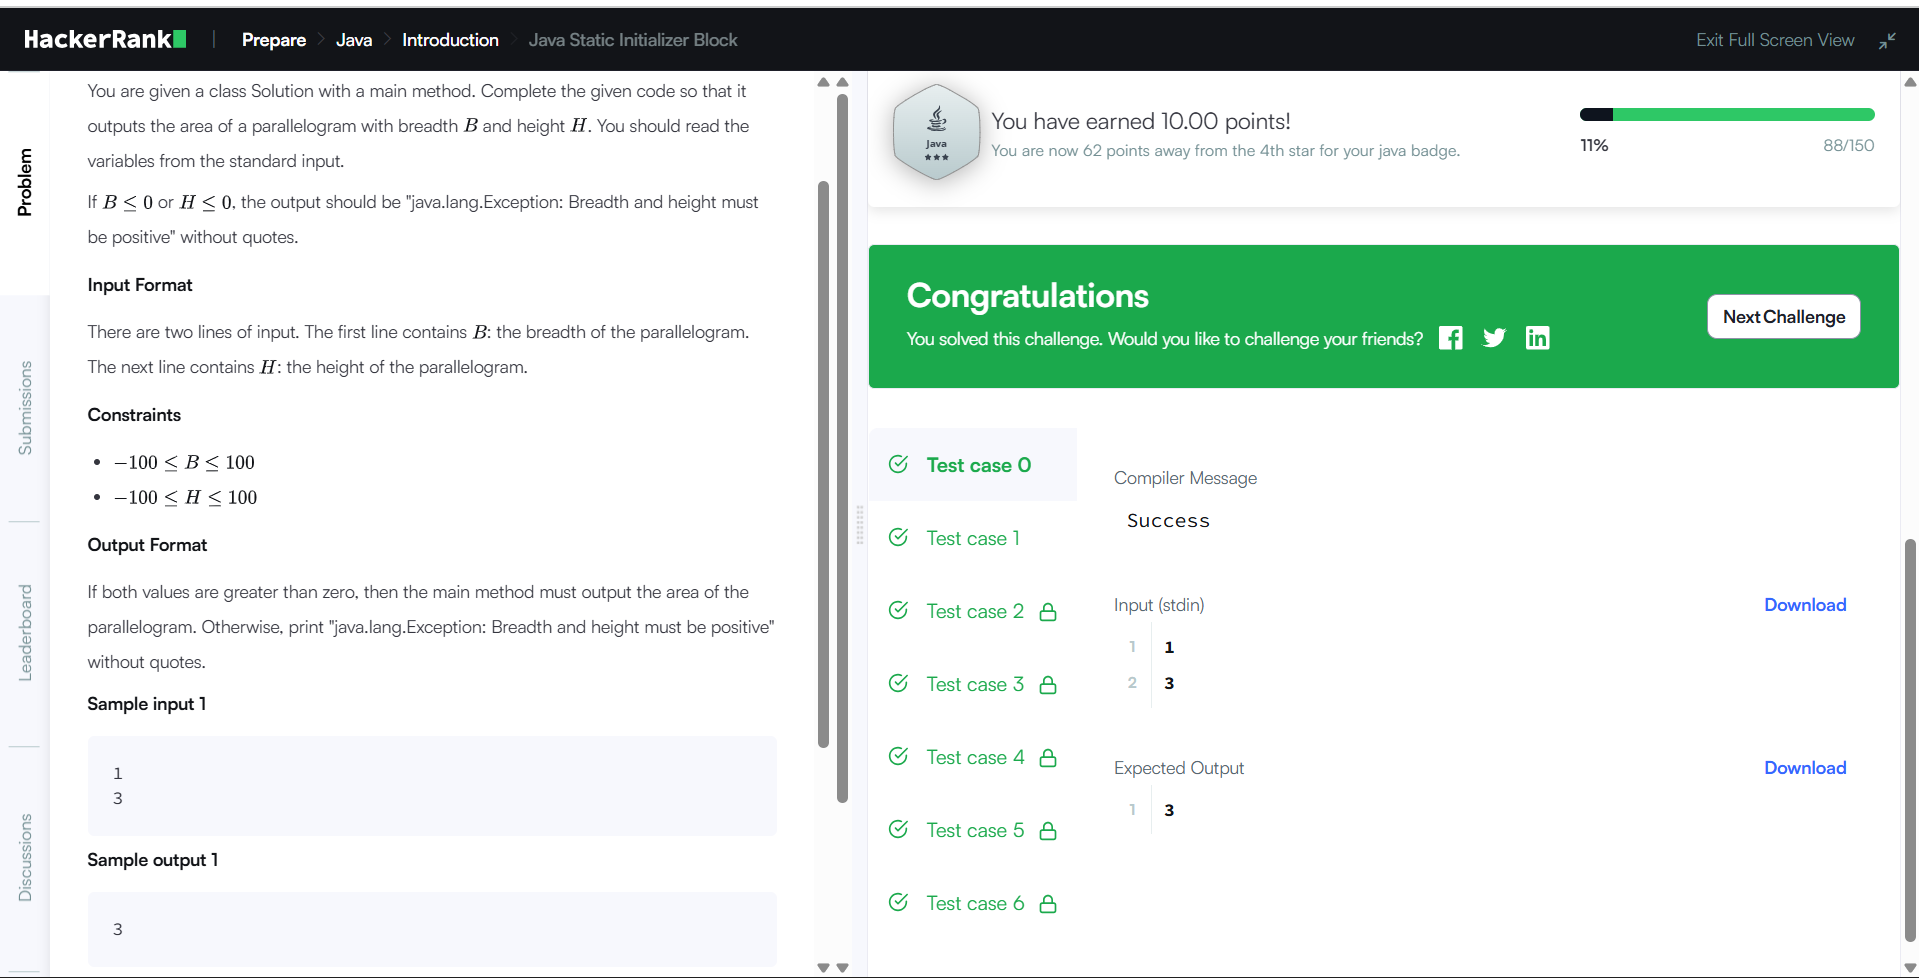 HackerRank
Prepare
Java
Introduction
Java Static Initializer Block
Exit Full Screen View
Problem
Submissions
Leaderboard
Discussions
You are given a class Solution with a main method. Complete the given code so that it
outputs the area of a parallelogram with breadth B and height H. You should read the
variables from the standard input.
If B ≤ 0 or H ≤ 0, the output should be "java.lang.Exception: Breadth and height must
be positive" without quotes.
Input Format
There are two lines of input. The first line contains B: the breadth of the parallelogram.
The next line contains H: the height of the parallelogram.
Constraints
• −100 ≤ B ≤ 100
• −100 ≤ H ≤ 100
Output Format
If both values are greater than zero, then the main method must output the area of the
parallelogram. Otherwise, print "java.lang.Exception: Breadth and height must be positive"
without quotes.
Sample input 1
1
3
Sample output 1
3
Java
You have earned 10.00 points!
You are now 62 points away from the 4th star for your java badge.
11%
88/150
Congratulations
You solved this challenge. Would you like to challenge your friends?
Next Challenge
Test case 0
Test case 1
Test case 2
Test case 3
Test case 4
Test case 5
Test case 6
Compiler Message
Success
Input (stdin)
Download
1 1
2 3
Expected Output
Download
1 3